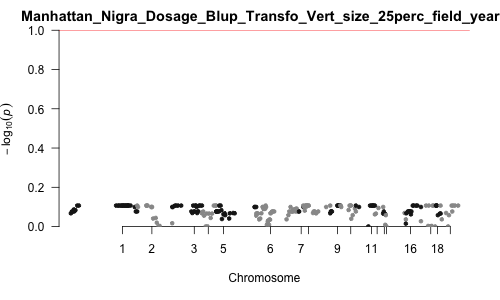 Manhattan_Nigra_Dosage_Blup_Transfo_Vert_size_25perc_field_year
− log10(p)
1.0
0.8
0.6
0.4
0.2
0.0
1 2 3 5 6 7 9 11 16 18
Chromosome